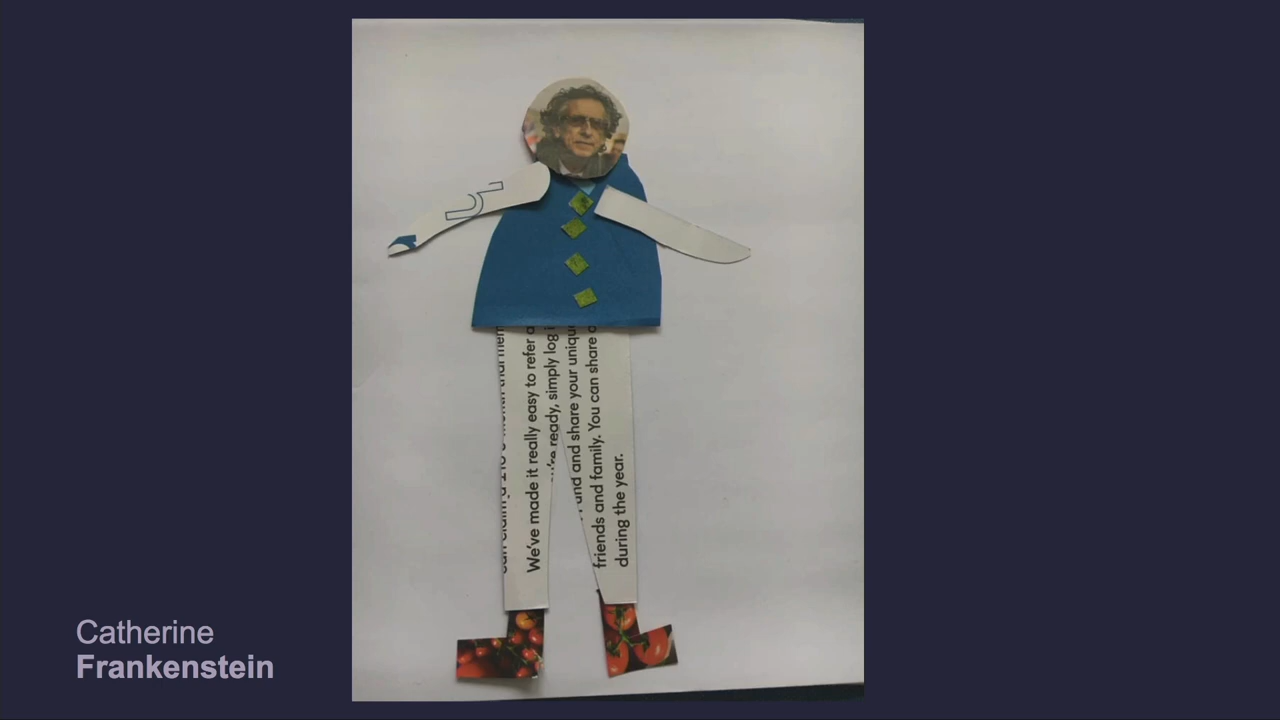 We've made it really easy to refer
ready, simply log
and share your
friends and family. You can share
during the year.
Catherine
Frankenstein